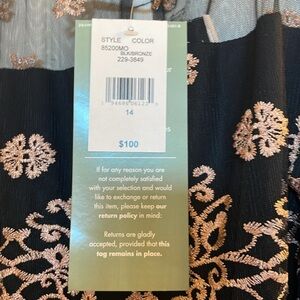 STYLE COLOR
85200MO
BLK/BRONZE
229-3649
14
$100
If for any reason you are
not completely satisfied
with your selection and would
like to exchange or return
this item, please keep our
return policy in mind:
Returns are gladly
accepted, provided that this
tag remains in place.